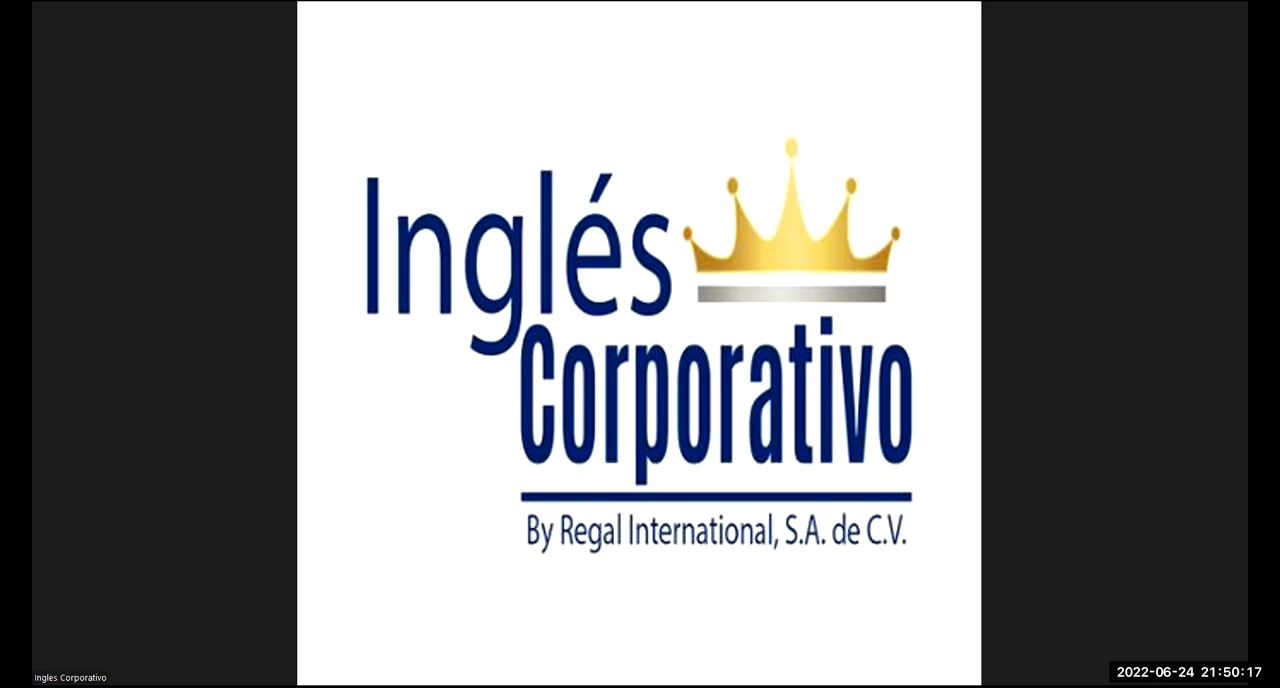 Inglés
Corporativo
By Regal International, S.A. de C.V.
Ingles Corporativo
2022-06-24 21:50:17